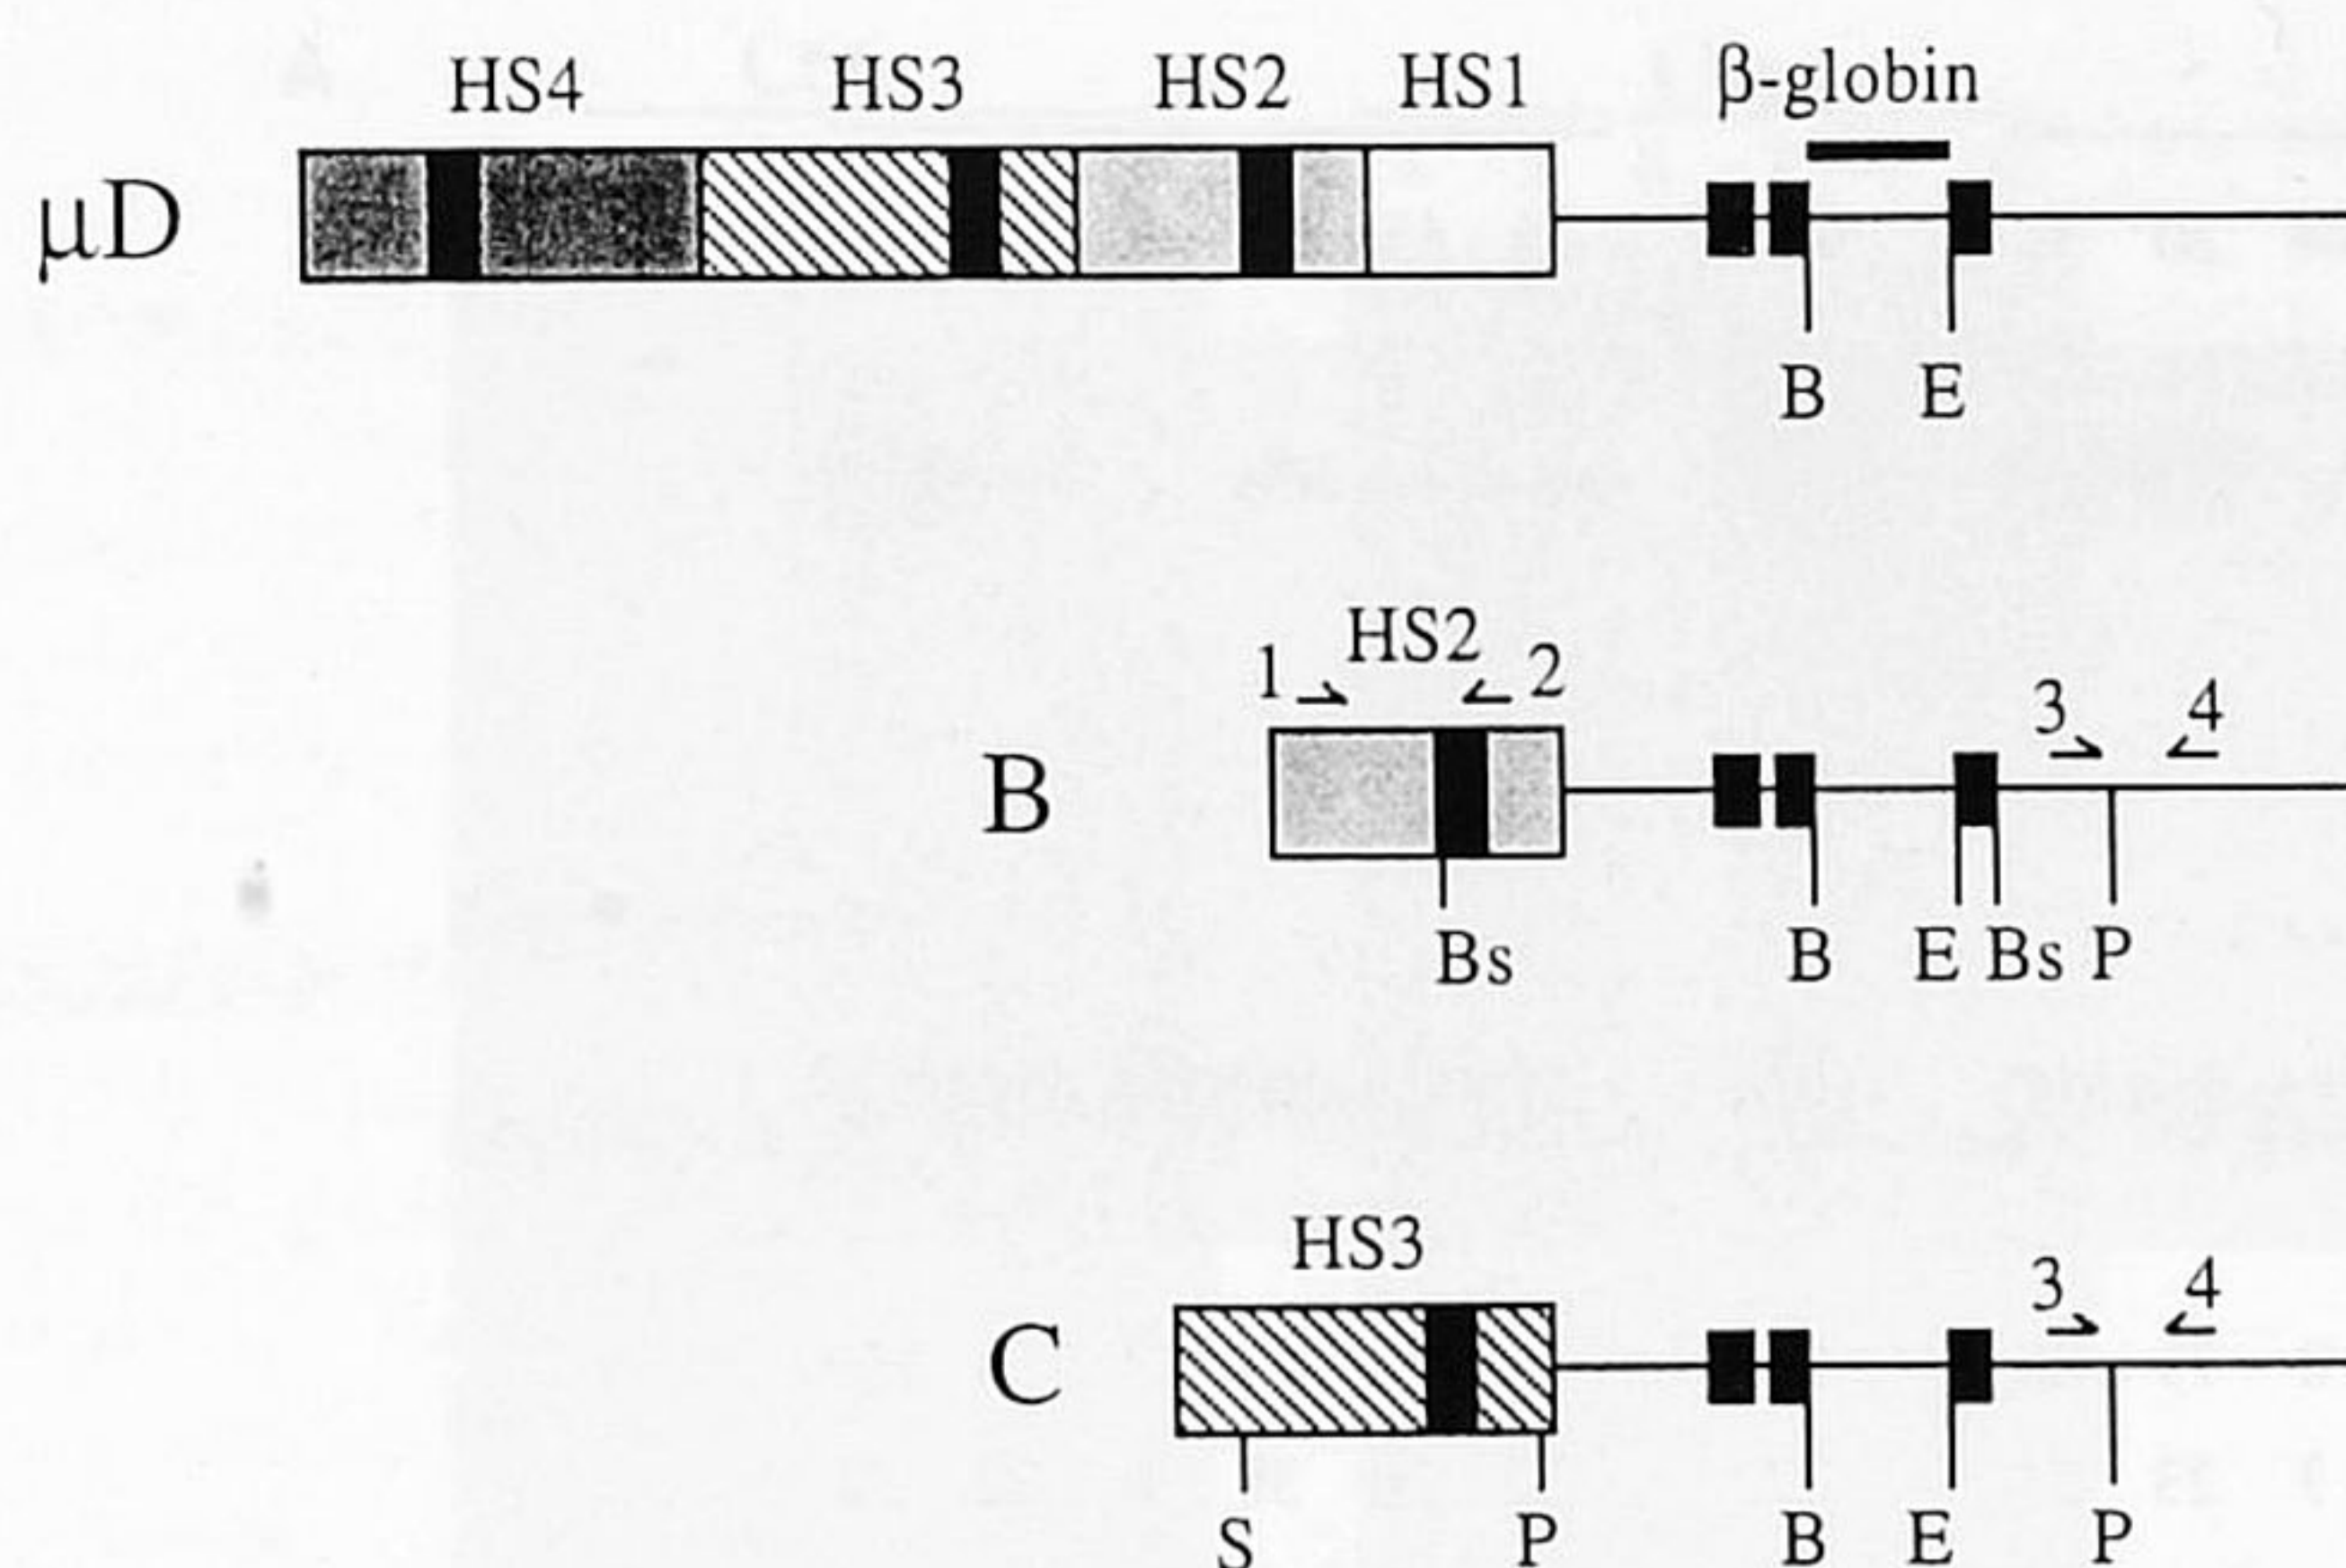 HS4 HS3 HS2 HS1 β-globin
μD
B E
HS2
1 2 3 4
B
Bs B E Bs P
HS3
3 4
C
S P B E P